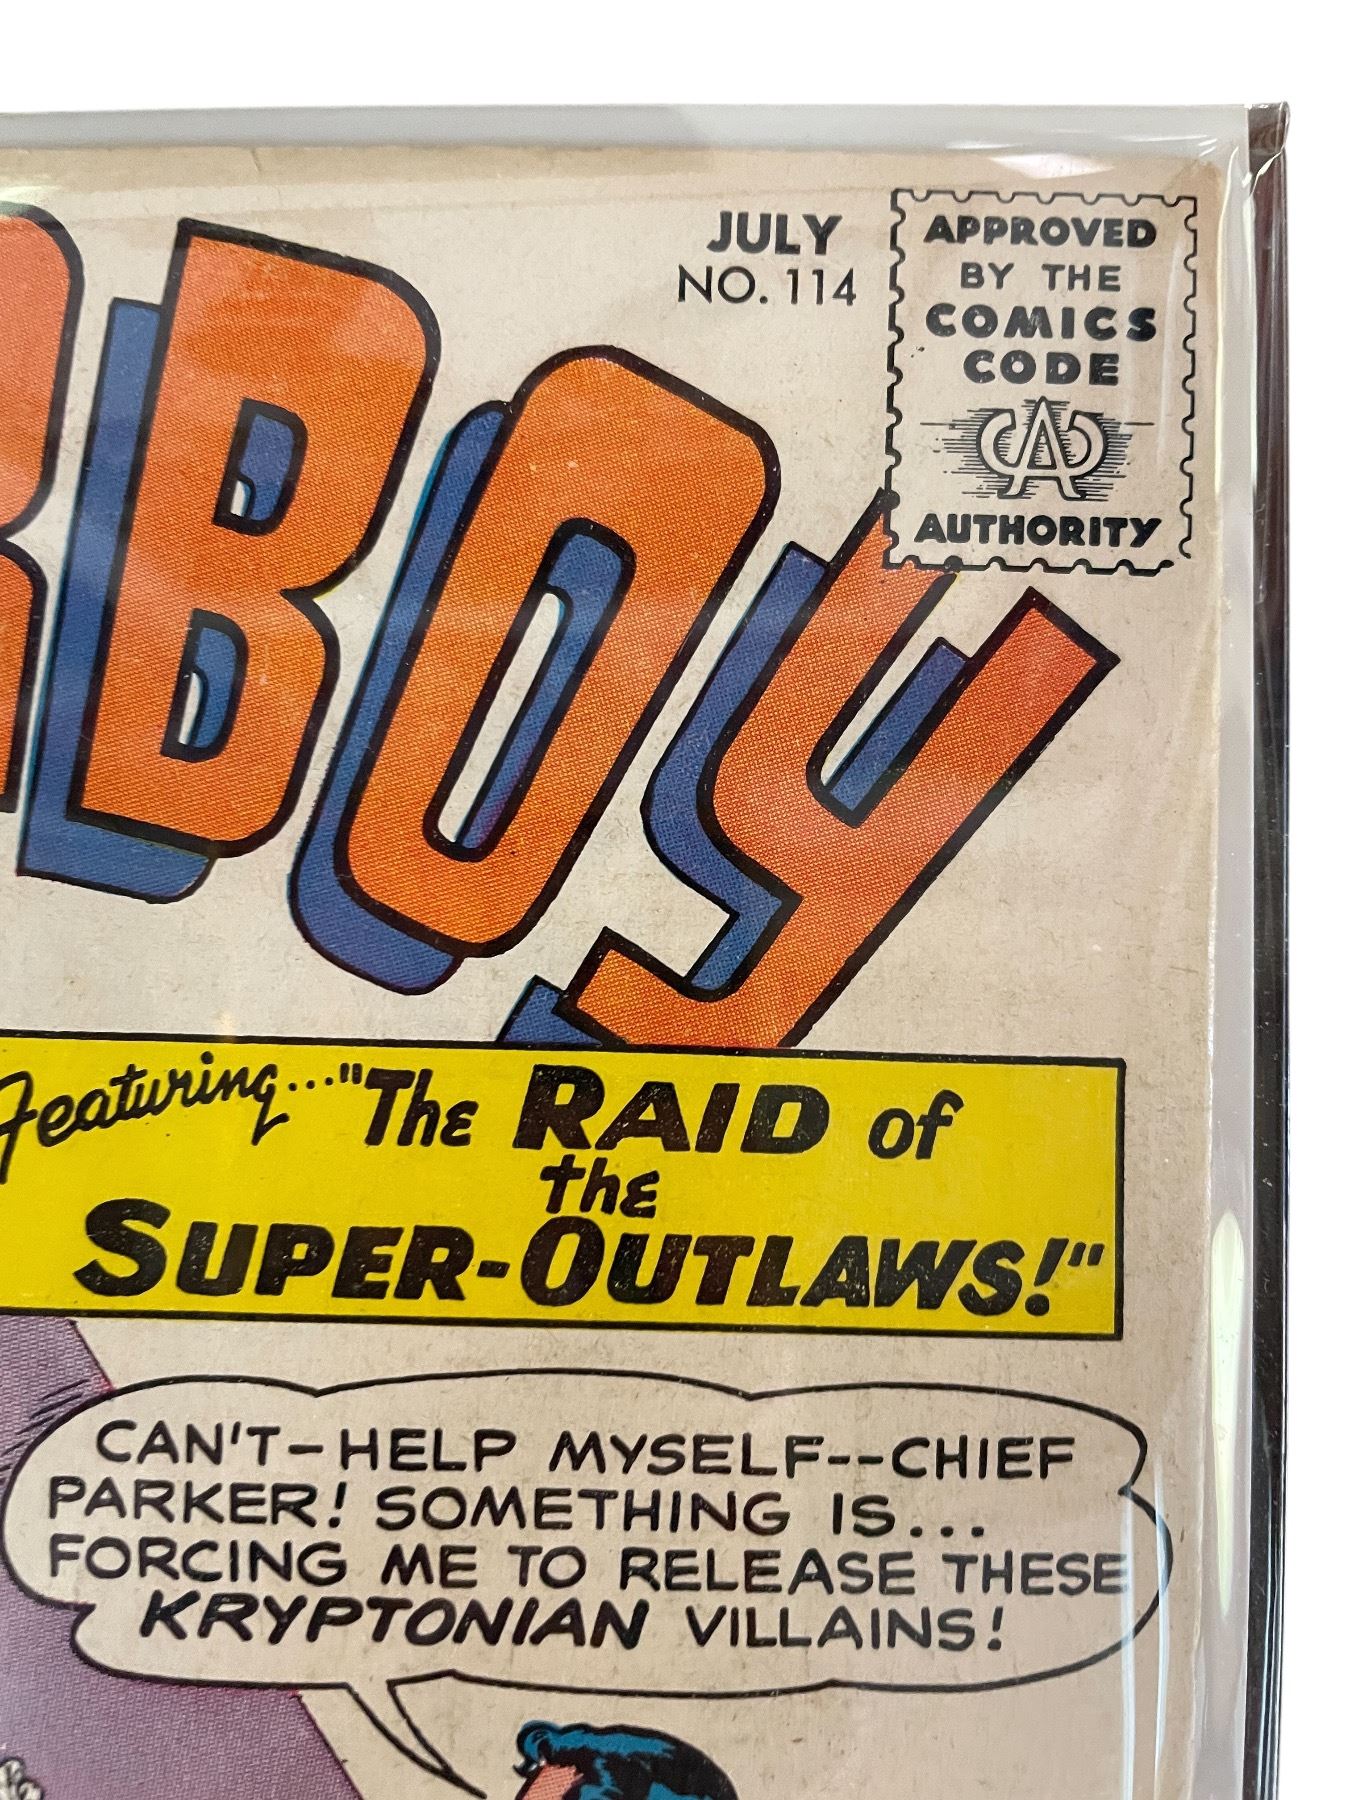 JULY
NO. 114
APPROVED
BY THE
COMICS
CODE
CA
AUTHORITY
RBOY
Featuring..."The RAID of
the
SUPER-OUTLAWS!"
CAN'T-HELP MYSELF--CHIEF
PARKER! SOMETHING IS...
FORCING ME TO RELEASE THESE
KRYPTONIAN VILLAINS!